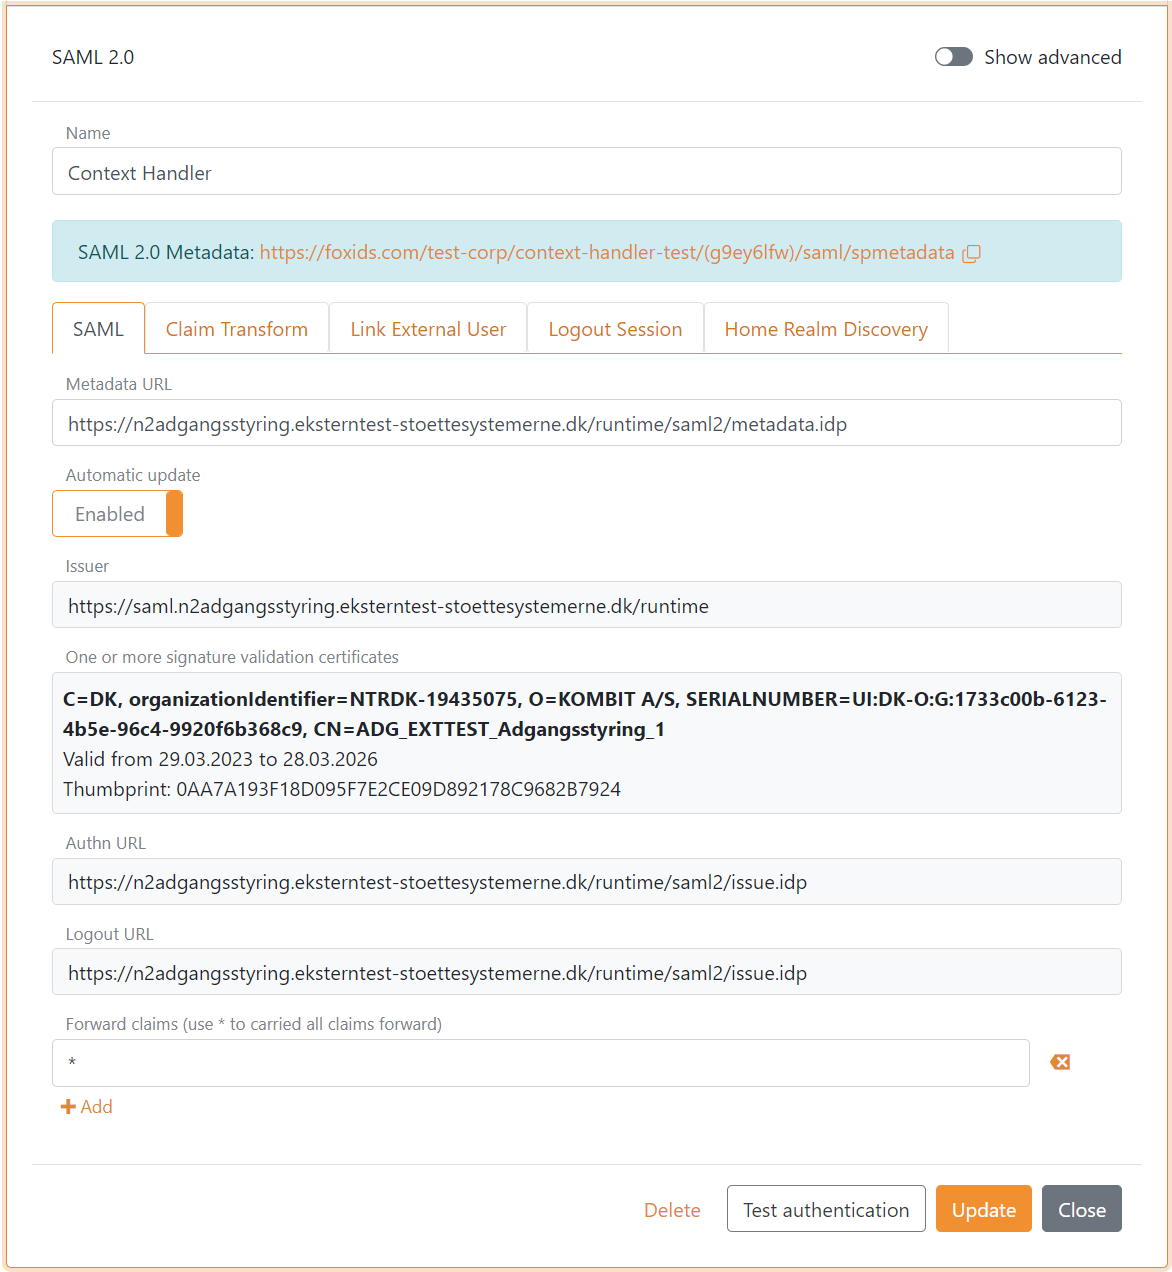 SAML 2.0
Show advanced
Name
Context Handler
SAML 2.0 Metadata: https://foxids.com/test-corp/context-handler-test/(g9ey6lfw)/saml/spmetadata
SAML
Claim Transform
Link External User
Logout Session
Home Realm Discovery
Metadata URL
https://n2adgangsstyring.eksterntest-stoettesystemerne.dk/runtime/saml2/metadata.idp
Automatic update
Enabled
Issuer
https://saml.n2adgangsstyring.eksterntest-stoettesystemerne.dk/runtime
One or more signature validation certificates
C=DK, organizationIdentifier=NTRDK-19435075, O=KOMBIT A/S, SERIALNUMBER=UI:DK-O:G:1733c00b-6123-
4b5e-96c4-9920f6b368c9, CN=ADG_EXTTEST_Adgangsstyring_1
Valid from 29.03.2023 to 28.03.2026
Thumbprint: 0AA7A193F18D095F7E2CE09D892178C9682B7924
Authn URL
https://n2adgangsstyring.eksterntest-stoettesystemerne.dk/runtime/saml2/issue.idp
Logout URL
https://n2adgangsstyring.eksterntest-stoettesystemerne.dk/runtime/saml2/issue.idp
Forward claims (use * to carried all claims forward)
*
Add
Delete
Test authentication
Update
Close